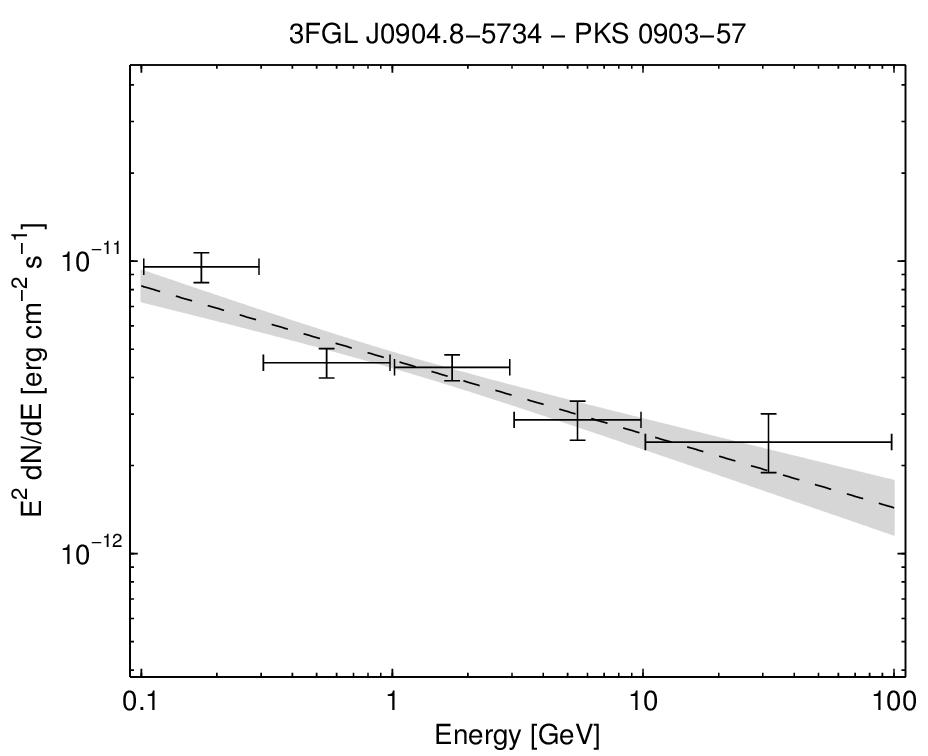 3FGL J0904.8−5734 − PKS 0903−57
E² dN/dE [erg cm⁻² s⁻¹]
10⁻¹¹
10⁻¹²
0.1 1 10 100
Energy [GeV]